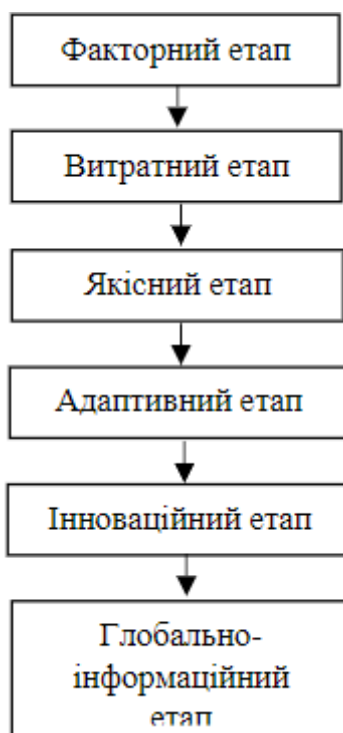 Факторний етап
Витратний етап
Якісний етап
Адаптивний етап
Інноваційний етап
Глобально-
інформаційний
етап